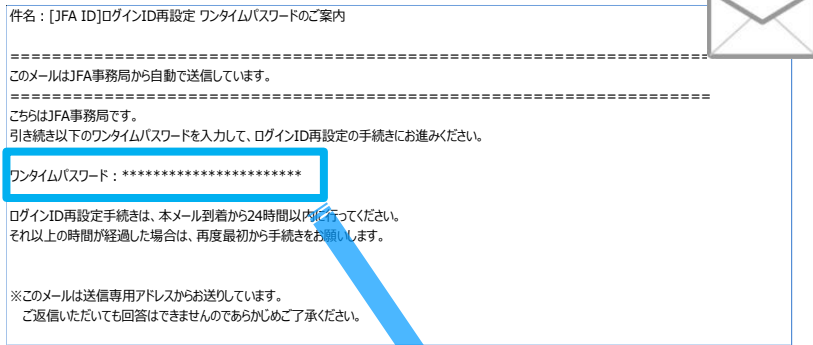 件名：[JFA ID]ログインID再設定 ワンタイムパスワードのご案内
====================================================================
このメールはJFA事務局から自動で送信しています。
====================================================================
こちらはJFA事務局です。
引き続き以下のワンタイムパスワードを入力して、ログインID再設定の手続きにお進みください。
ワンタイムパスワード：***********************
ログインID再設定手続きは、本メール到着から24時間以内に行ってください。
それ以上の時間が経過した場合は、再度最初から手続きをお願いします。
※このメールは送信専用アドレスからお送りしています。
ご返信いただいても回答はできませんのであらかじめご了承ください。